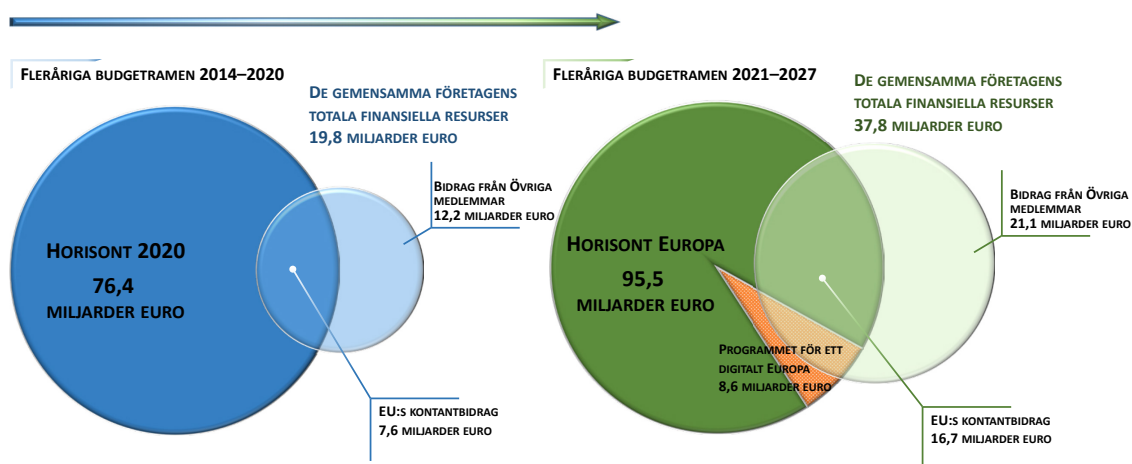 FLERÅRIGA BUDGETRAMEN 2014–2020
DE GEMENSAMMA FÖRETAGENS
TOTALA FINANSIELLA RESURSER
19,8 MILJARDER EURO
BIDRAG FRÅN ÖVRIGA
MEDLEMMAR
12,2 MILJARDER EURO
HORISONT 2020
76,4
MILJARDER EURO
EU:S KONTANTBIDRAG
7,6 MILJARDER EURO
FLERÅRIGA BUDGETRAMEN 2021–2027
DE GEMENSAMMA FÖRETAGENS
TOTALA FINANSIELLA RESURSER
37,8 MILJARDER EURO
BIDRAG FRÅN ÖVRIGA
MEDLEMMAR
21,1 MILJARDER EURO
HORISONT EUROPA
95,5
MILJARDER EURO
PROGRAMMET FÖR ETT
DIGITALT EUROPA
8,6 MILJARDER EURO
EU:S KONTANTBIDRAG
16,7 MILJARDER EURO